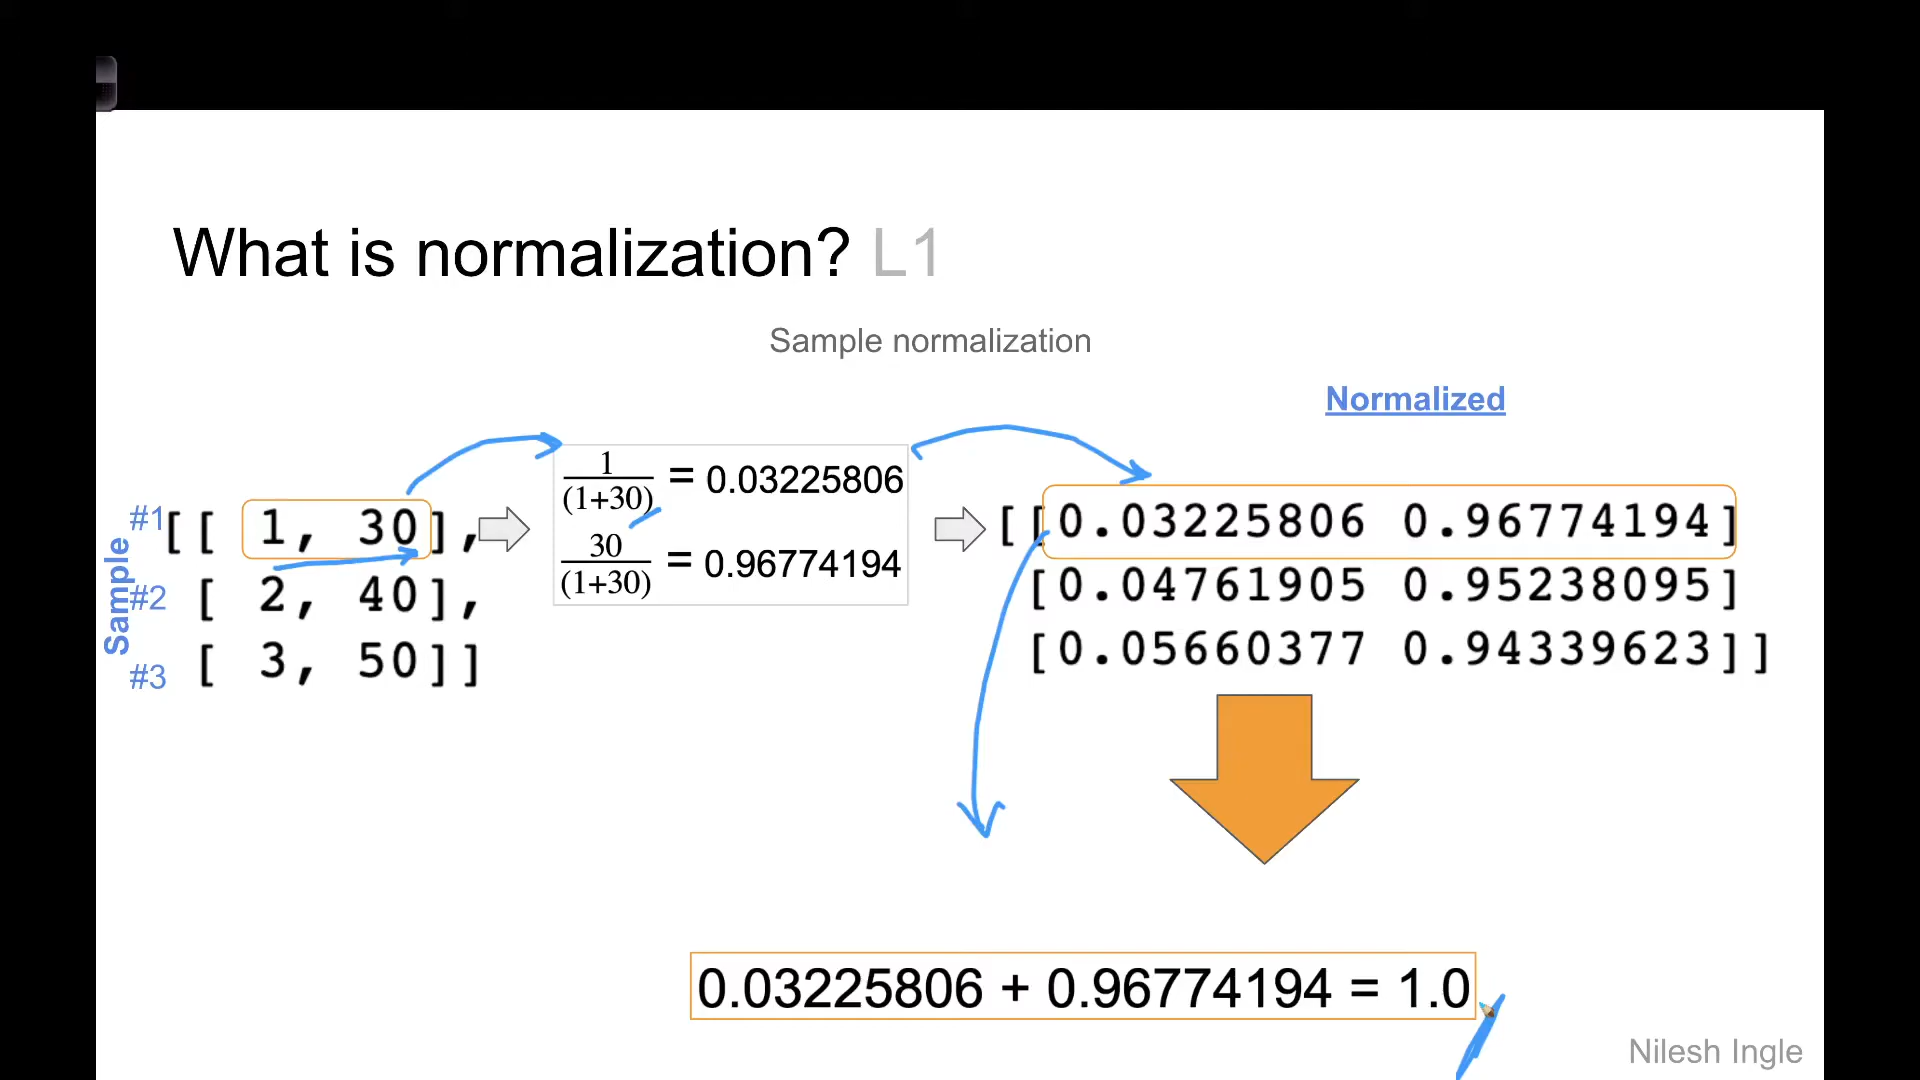 What is normalization? L1
Sample normalization
Normalized
Sample
#1 [[ 1, 30],
#2 [ 2, 40],
#3 [ 3, 50]]
1/(1+30) = 0.03225806
30/(1+30) = 0.96774194
[[0.03225806 0.96774194]
[0.04761905 0.95238095]
[0.05660377 0.94339623]]
0.03225806 + 0.96774194 = 1.0
Nilesh Ingle